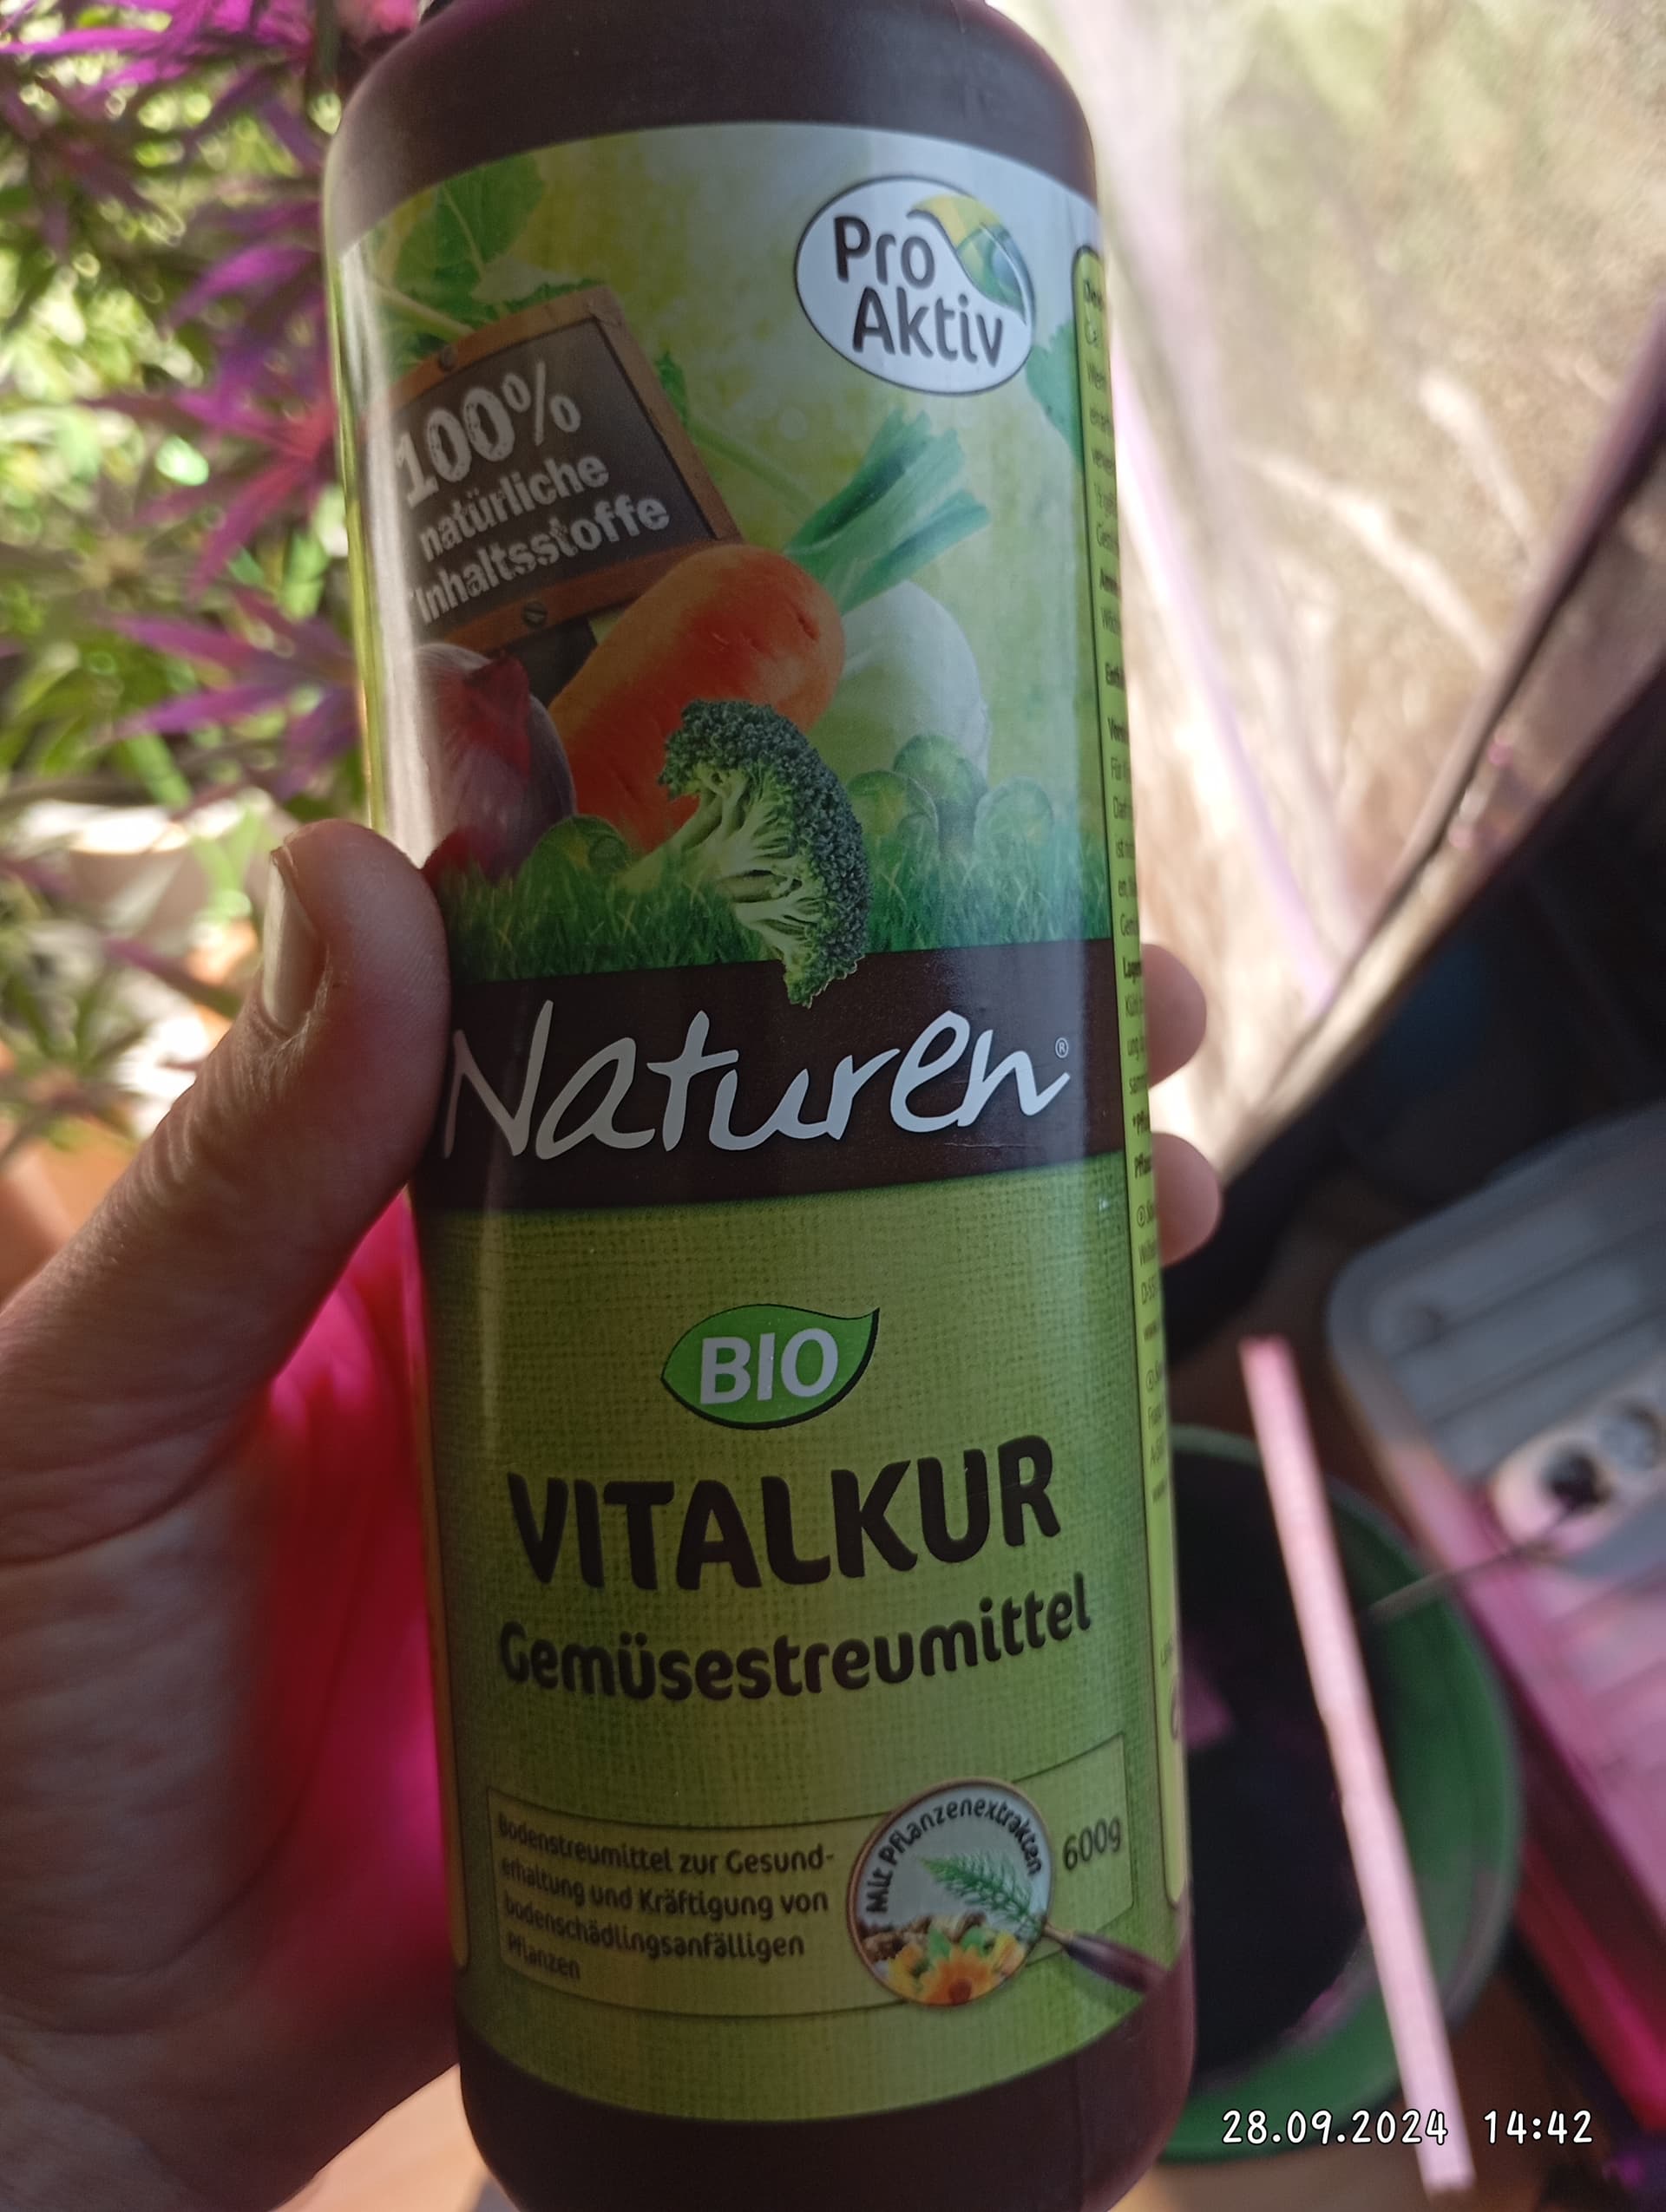 Pro
Aktiv
100%
natürliche
Inhaltsstoffe
Naturen®
BIO
VITALKUR
Gemüsestreumittel
Bodenstreumittel zur Gesund-
erhaltung und Kräftigung von
bodenschädlingsanfälligen
Pflanzen
Mit Pflanzenextrakten
600g
28.09.2024 14:42